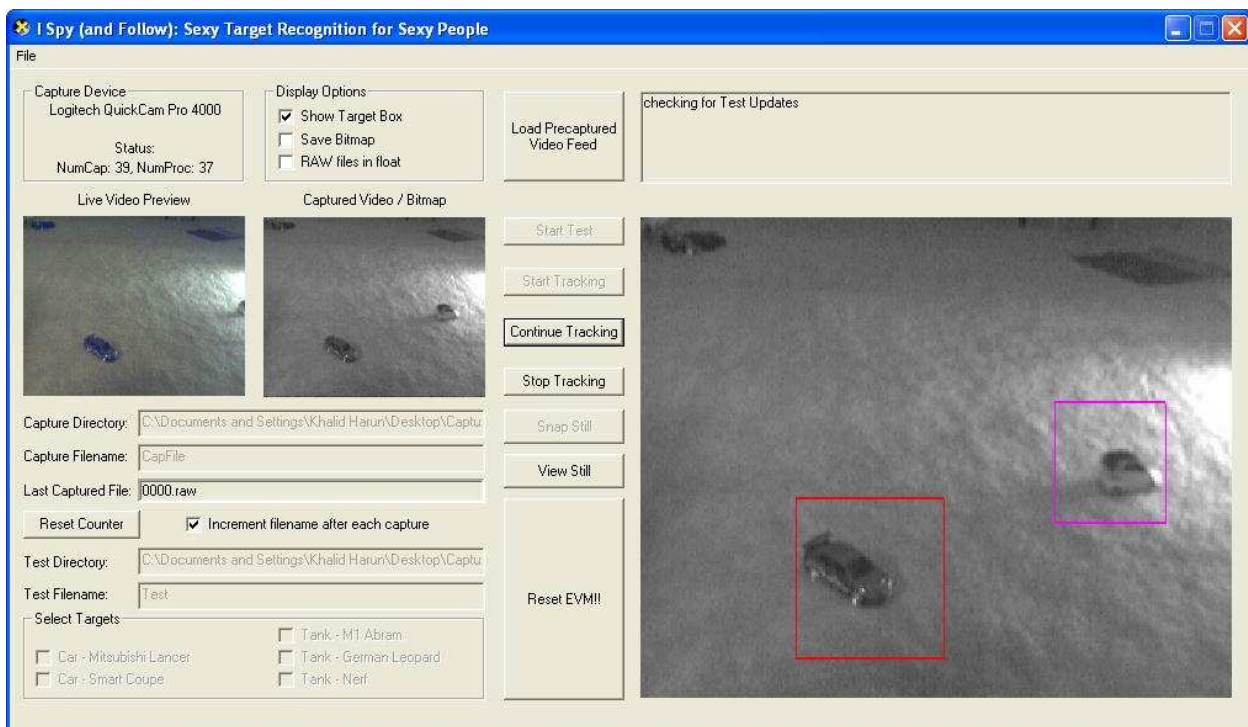 I Spy (and Follow): Sexy Target Recognition for Sexy People
File
Capture Device
Logitech QuickCam Pro 4000
Status:
NumCap: 39, NumProc: 37
Display Options
Show Target Box
Save Bitmap
RAW files in float
Load Precaptured
Video Feed
checking for Test Updates
Live Video Preview
Captured Video / Bitmap
Start Test
Start Tracking
Continue Tracking
Stop Tracking
Snap Still
View Still
Reset EVM!!
Capture Directory: C:\Documents and Settings\Khalid Harun\Desktop\Captu
Capture Filename: CapFile
Last Captured File: 0000.raw
Reset Counter
Increment filename after each capture
Test Directory: C:\Documents and Settings\Khalid Harun\Desktop\Captu
Test Filename: Test
Select Targets
Car - Mitsubishi Lancer
Car - Smart Coupe
Tank - M1 Abram
Tank - German Leopard
Tank - Nerf